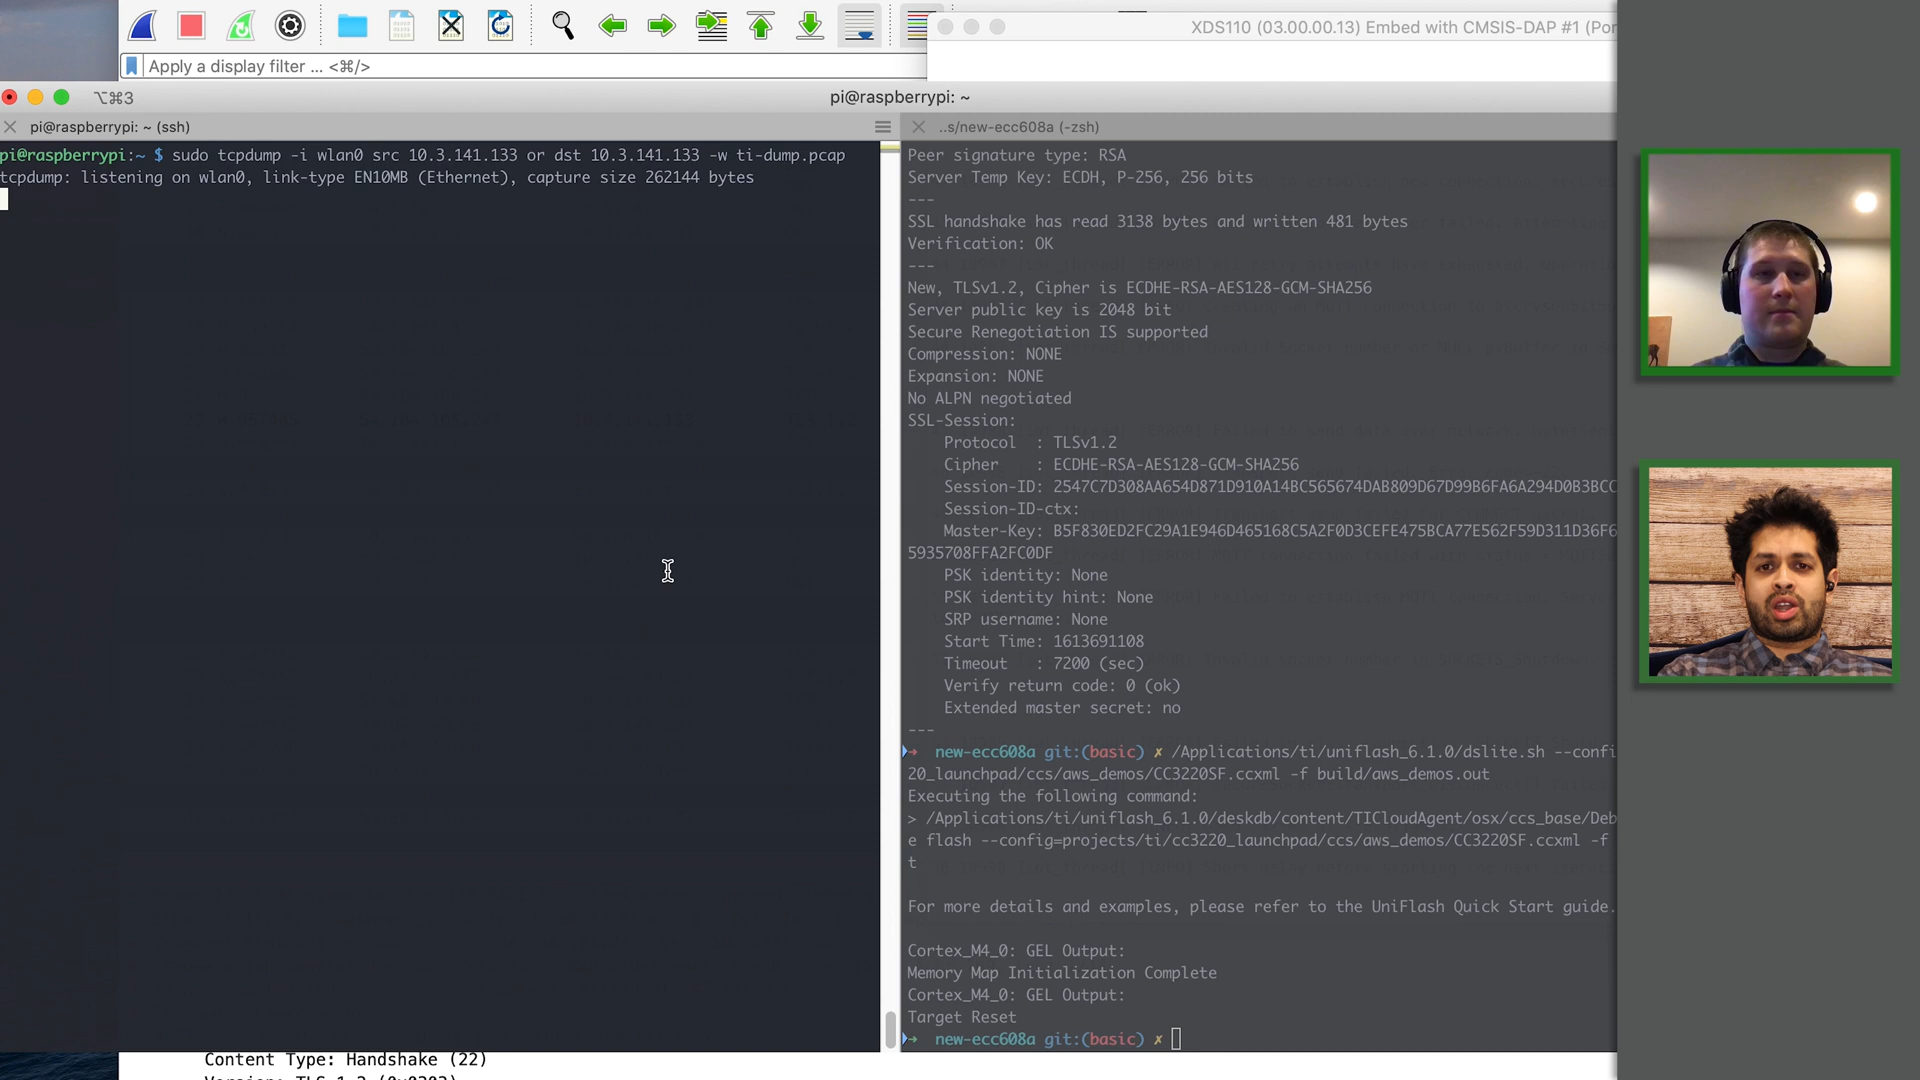 XDS110 (03.00.00.13) Embed with CMSIS-DAP #1 (Por
Apply a display filter ... <⌘/>
⌥⌘3
pi@raspberrypi: ~
pi@raspberrypi: ~ (ssh)
..s/new-ecc608a (-zsh)
pi@raspberrypi:~ $ sudo tcpdump -i wlan0 src 10.3.141.133 or dst 10.3.141.133 -w ti-dump.pcap
tcpdump: listening on wlan0, link-type EN10MB (Ethernet), capture size 262144 bytes
Peer signature type: RSA
Server Temp Key: ECDH, P-256, 256 bits
---
SSL handshake has read 3138 bytes and written 481 bytes
Verification: OK
---
New, TLSv1.2, Cipher is ECDHE-RSA-AES128-GCM-SHA256
Server public key is 2048 bit
Secure Renegotiation IS supported
Compression: NONE
Expansion: NONE
No ALPN negotiated
SSL-Session:
Protocol : TLSv1.2
Cipher : ECDHE-RSA-AES128-GCM-SHA256
Session-ID: 2547C7D308AA654D871D910A14BC565674DAB809D67D99B6FA6A294D0B3BCC
Session-ID-ctx:
Master-Key: B5F830ED2FC29A1E946D465168C5A2F0D3CEFE475BCA77E562F59D311D36F6
5935708FFA2FC0DF
PSK identity: None
PSK identity hint: None
SRP username: None
Start Time: 1613691108
Timeout : 7200 (sec)
Verify return code: 0 (ok)
Extended master secret: no
---
→ new-ecc608a git:(basic) ✗ /Applications/ti/uniflash_6.1.0/dslite.sh --confi
20_launchpad/ccs/aws_demos/CC3220SF.ccxml -f build/aws_demos.out
Executing the following command:
> /Applications/ti/uniflash_6.1.0/deskdb/content/TICloudAgent/osx/ccs_base/Deb
e flash --config=projects/ti/cc3220_launchpad/ccs/aws_demos/CC3220SF.ccxml -f
t
For more details and examples, please refer to the UniFlash Quick Start guide.
Cortex_M4_0: GEL Output:
Memory Map Initialization Complete
Cortex_M4_0: GEL Output:
Target Reset
→ new-ecc608a git:(basic) ✗
Content Type: Handshake (22)